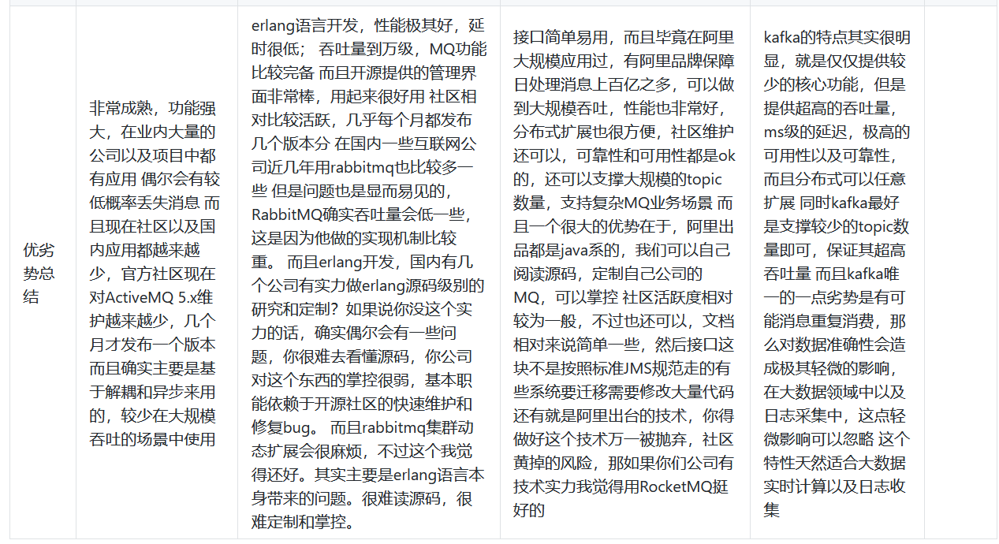 优劣
势总
结
非常成熟，功能强
大，在业内大量的
公司以及项目中都
有应用 偶尔会有较
低概率丢失消息 而
且现在社区以及国
内应用都越来越
少，官方社区现在
对ActiveMQ 5.x维
护越来越少，几个
月才发布一个版本
而且确实主要是基
于解耦和异步来用
的，较少在大规模
吞吐的场景中使用
erlang语言开发，性能极其好，延
时很低； 吞吐量到万级，MQ功能
比较完备 而且开源提供的管理界
面非常棒，用起来很好用 社区相
对比较活跃，几乎每个月都发布
几个版本分 在国内一些互联网公
司近几年用rabbitmq也比较多一
些 但是问题也是显而易见的，
RabbitMQ确实吞吐量会低一些，
这是因为他做的实现机制比较
重。 而且erlang开发，国内有几
个公司有实力做erlang源码级别的
研究和定制？如果说你没这个实
力的话，确实偶尔会有一些问
题，你很难去看懂源码，你公司
对这个东西的掌控很弱，基本职
能依赖于开源社区的快速维护和
修复bug。 而且rabbitmq集群动
态扩展会很麻烦，不过这个我觉
得还好。其实主要是erlang语言本
身带来的问题。很难读源码，很
难定制和掌控。
接口简单易用，而且毕竟在阿里
大规模应用过，有阿里品牌保障
日处理消息上百亿之多，可以做
到大规模吞吐，性能也非常好，
分布式扩展也很方便，社区维护
还可以，可靠性和可用性都是ok
的，还可以支撑大规模的topic
数量，支持复杂MQ业务场景 而
且一个很大的优势在于，阿里出
品都是java系的，我们可以自己
阅读源码，定制自己公司的
MQ，可以掌控 社区活跃度相对
较为一般，不过也还可以，文档
相对来说简单一些，然后接口这
块不是按照标准JMS规范走的有
些系统要迁移需要修改大量代码
还有就是阿里出台的技术，你得
做好这个技术万一被抛弃，社区
黄掉的风险，那如果你们公司有
技术实力我觉得用RocketMQ挺
好的
kafka的特点其实很明
显，就是仅仅提供较
少的核心功能，但是
提供超高的吞吐量，
ms级的延迟，极高的
可用性以及可靠性，
而且分布式可以任意
扩展 同时kafka最好
是支撑较少的topic数
量即可，保证其超高
吞吐量 而且kafka唯
一的一点劣势是有可
能消息重复消费，那
么对数据准确性会造
成极其轻微的影响，
在大数据领域中以及
日志采集中，这点轻
微影响可以忽略 这个
特性天然适合大数据
实时计算以及日志收
集